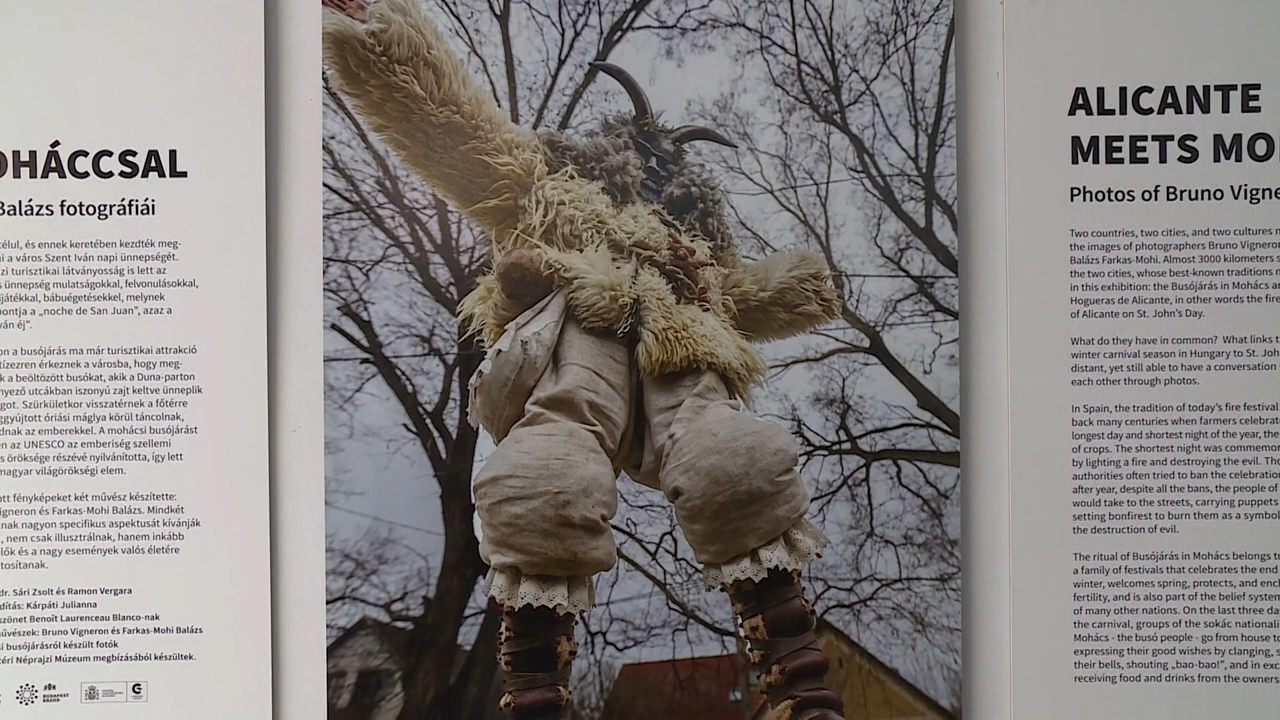 OHÁCCSAL
Balázs fotográfiái
célul, és ennek keretében kezdték meg-
i a város Szent Iván napi ünnepségét.
zi turisztikai látványosság is lett az
ünnepség mulatságokkal, felvonulásokkal,
ijátékkal, bábuégetésekkel, melynek
pontja a „noche de San Juan”, azaz a
ván éj”.
on a busójárás ma már turisztikai attrakció
tízezren érkeznek a városba, hogy meg-
k a beöltözött busókat, akik a Duna-parton
nyező utcákban iszonyú zajt keltve ünneplik
got. Szürkületkor visszatérnek a főtérre
ggyújtott óriási máglya körül táncolnak,
dnak az emberekkel. A mohácsi busójárást
en az UNESCO az emberiség szellemi
s öröksége részévé nyilvánította, így lett
magyar világörökségi elem.
ott fényképeket két művész készítette:
igneron és Farkas-Mohi Balázs. Mindkét
nak nagyon specifikus aspektusát kívánják
, nem csak illusztrálnak, hanem inkább
lők és a nagy események valós életére
tosítanak.
dr. Sári Zsolt és Ramon Vergara
dítás: Kárpáti Julianna
szönet Benoît Laurenceau Blanco-nak
űvészek: Bruno Vigneron és Farkas-Mohi Balázs
i busójárásról készült fotók
téri Néprajzi Múzeum megbízásából készültek.
BUDAPEST
BRAND
ALICANTE
MEETS MO
Photos of Bruno Vigne
Two countries, two cities, and two cultures m
the images of photographers Bruno Vigneron
Balázs Farkas-Mohi. Almost 3000 kilometers s
the two cities, whose best-known traditions
in this exhibition: the Busójárás in Mohács an
Hogueras de Alicante, in other words the fire
of Alicante on St. John’s Day.
What do they have in common? What links t
winter carnival season in Hungary to St. Joh
distant, yet still able to have a conversation
each other through photos.
In Spain, the tradition of today’s fire festival
back many centuries when farmers celebrat
longest day and shortest night of the year, the
of crops. The shortest night was commemor
by lighting a fire and destroying the evil. Tho
authorities often tried to ban the celebration
after year, despite all the bans, the people of
would take to the streets, carrying puppets
setting bonfirest to burn them as a symbol
the destruction of evil.
The ritual of Busójárás in Mohács belongs to
a family of festivals that celebrates the end
winter, welcomes spring, protects, and enc
fertility, and is also part of the belief system
of many other nations. On the last three da
the carnival, groups of the sokác nationali
Mohács - the busó people - go from house to
expressing their good wishes by clanging, s
their bells, shouting „bao-bao!”, and in exc
receiving food and drinks from the owners